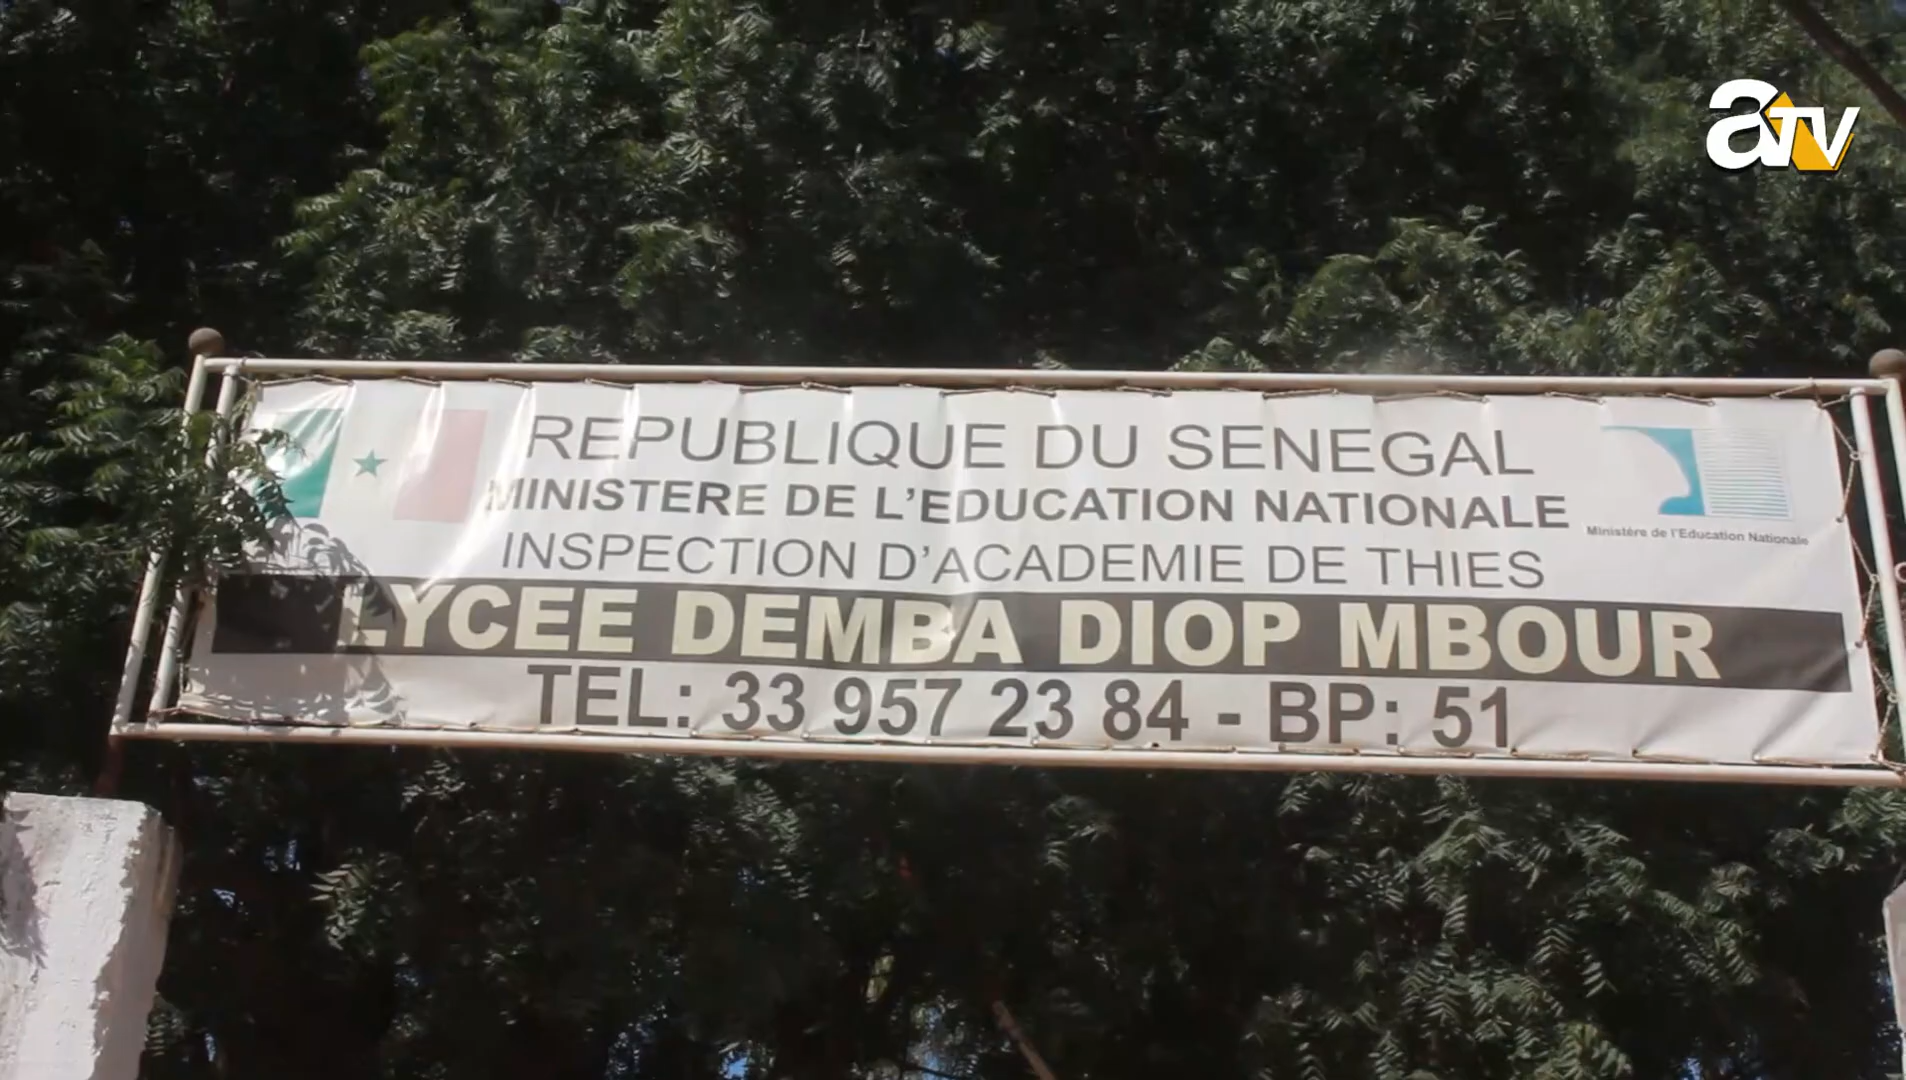 aTV
REPUBLIQUE DU SENEGAL
MINISTERE DE L'EDUCATION NATIONALE
Ministère de l'Education Nationale
INSPECTION D'ACADEMIE DE THIES
LYCEE DEMBA DIOP MBOUR
TEL: 33 957 23 84 - BP: 51